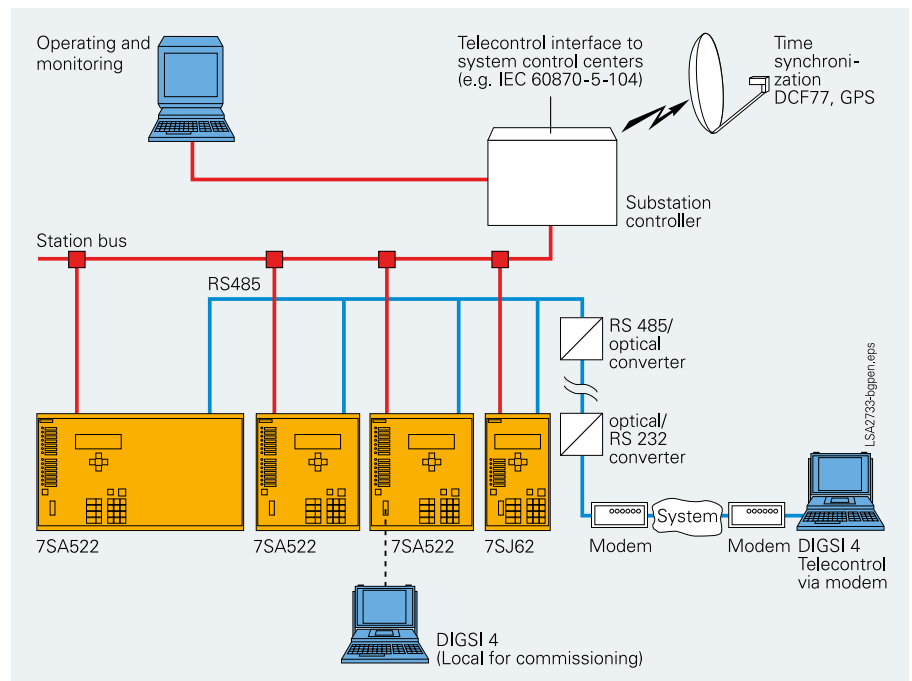 Operating and
monitoring
Telecontrol interface to
system control centers
(e.g. IEC 60870-5-104)
Time
synchroni-
zation
DCF77, GPS
Substation
controller
Station bus
RS485
RS 485/
optical
converter
optical/
RS 232
converter
LSA2733-bgpen.eps
7SA522
7SA522
7SA522
7SJ62
Modem
System
Modem
DIGSI 4
Telecontrol
via modem
DIGSI 4
(Local for commissioning)